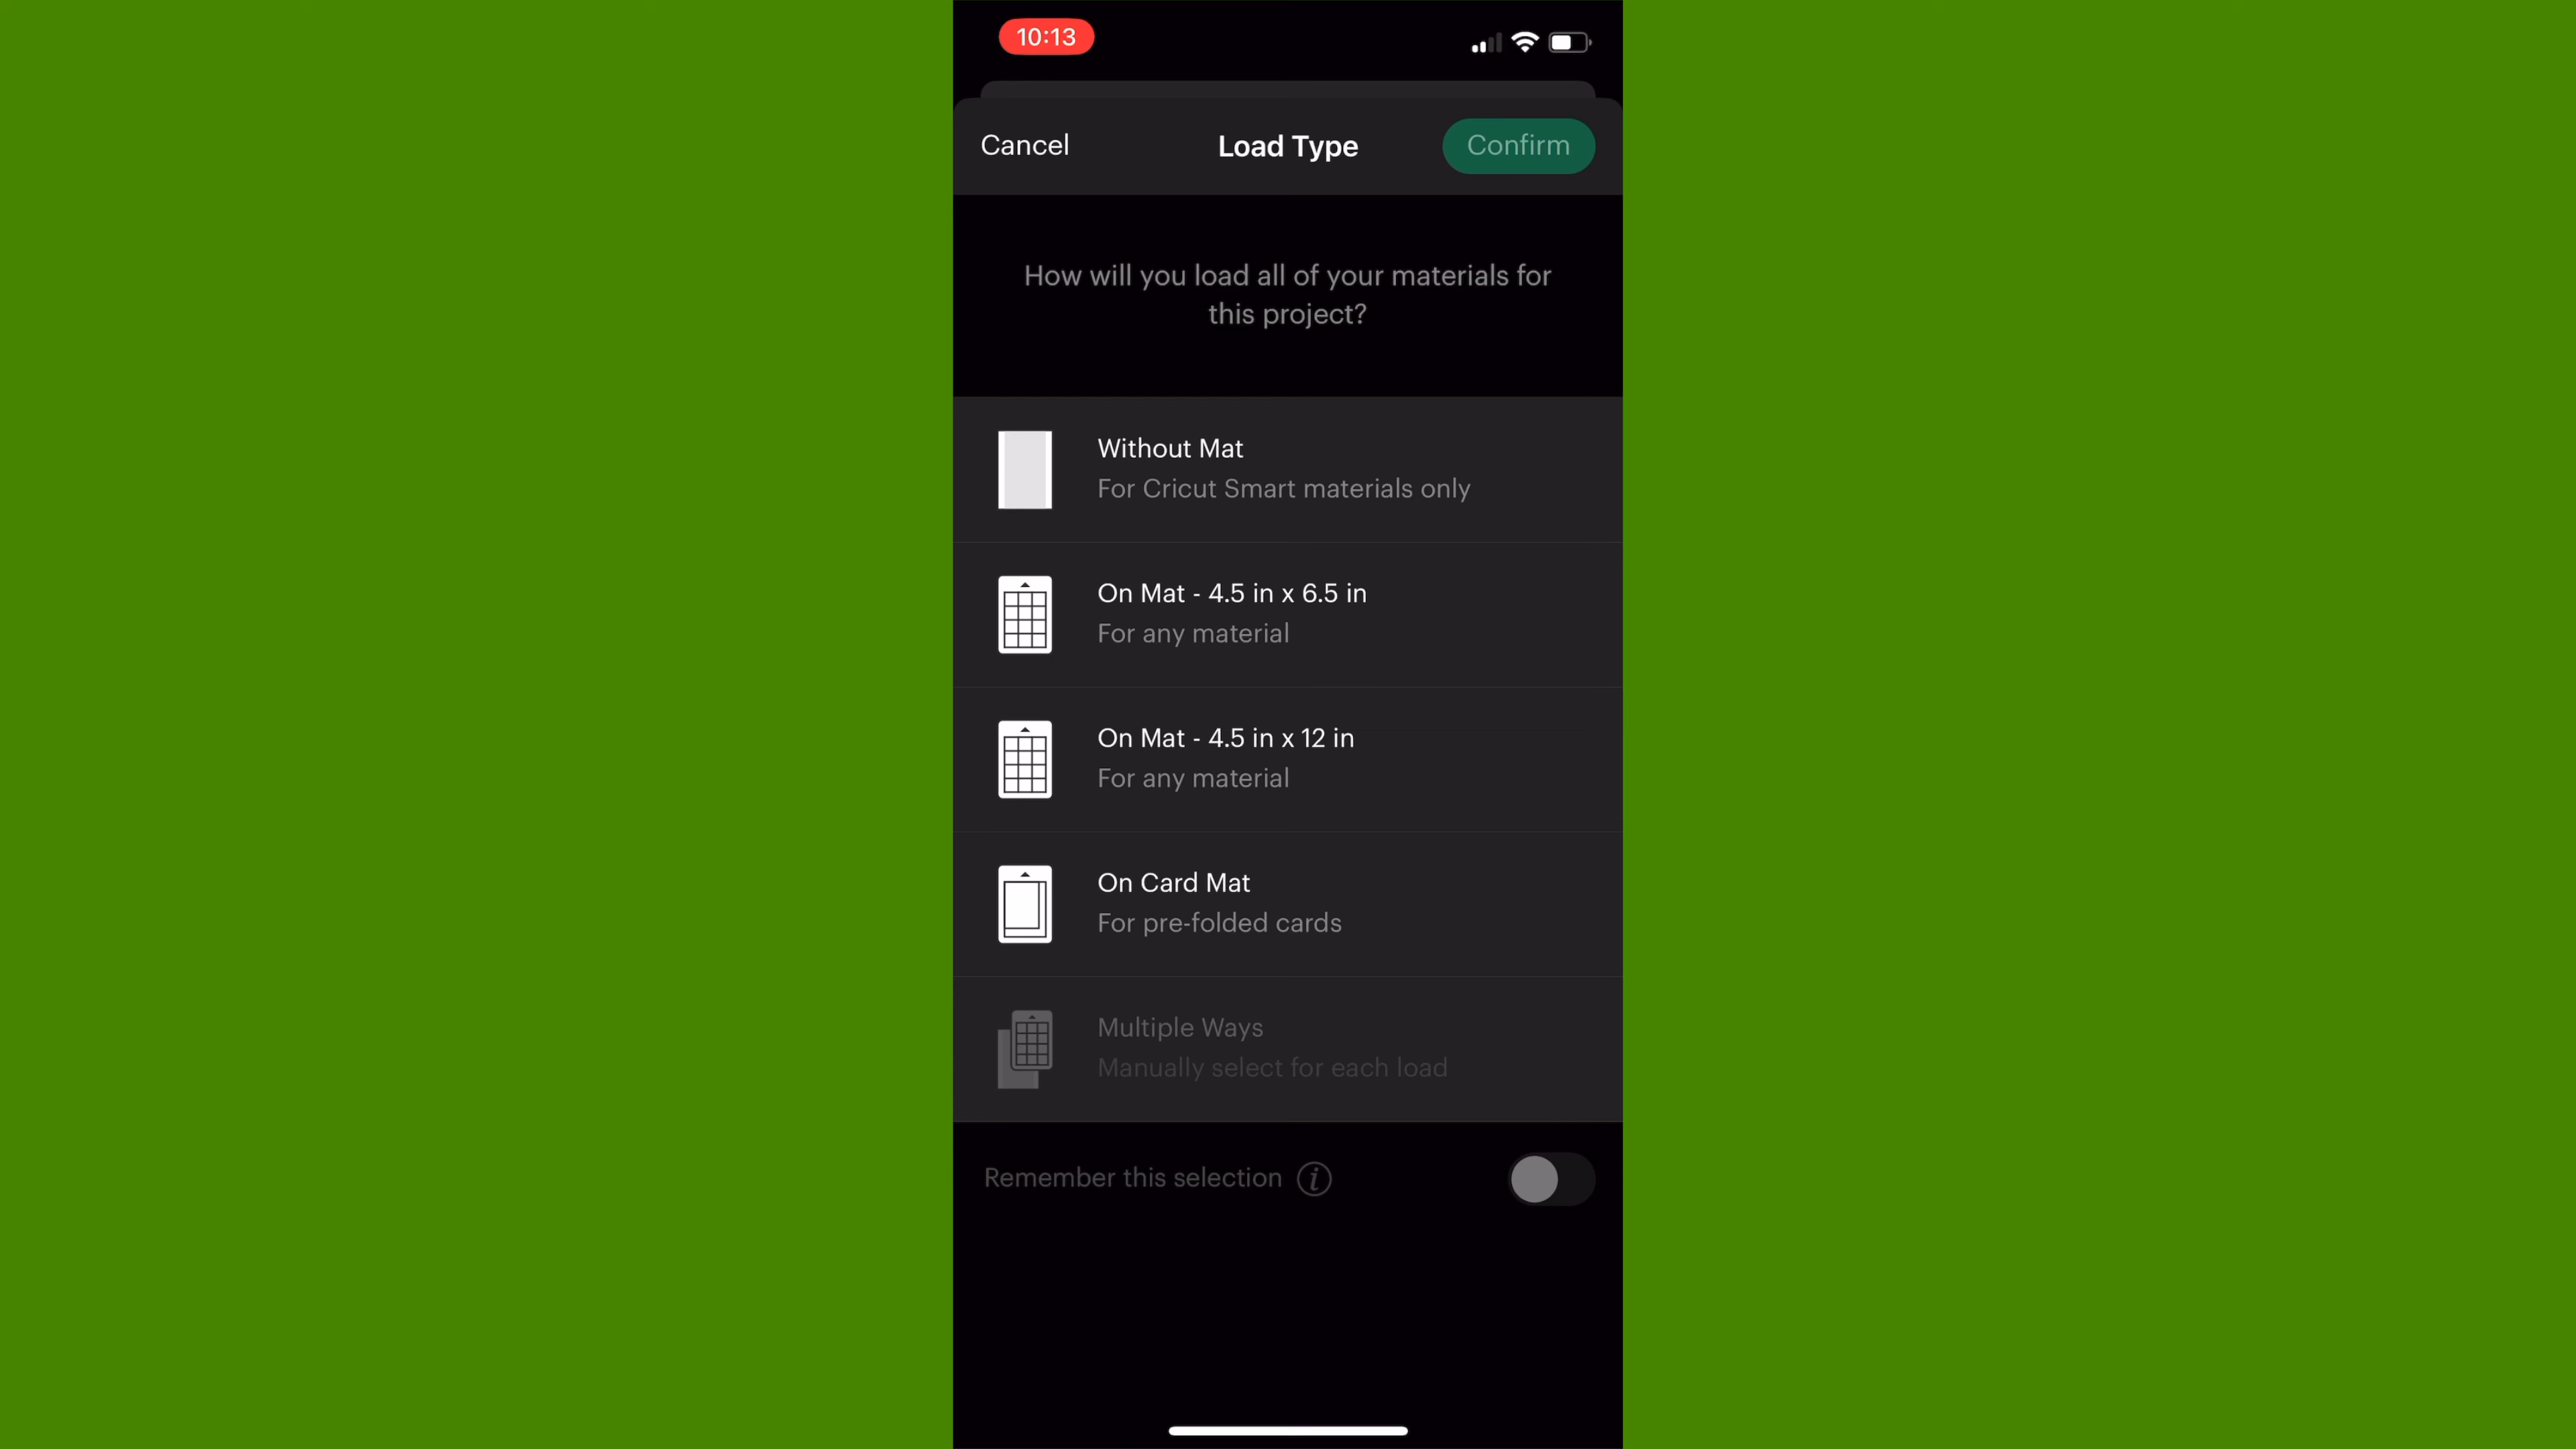 10:13
Cancel
Load Type
Confirm
How will you load all of your materials for
this project?
Without Mat
For Cricut Smart materials only
On Mat - 4.5 in x 6.5 in
For any material
On Mat - 4.5 in x 12 in
For any material
On Card Mat
For pre-folded cards
Multiple Ways
Manually select for each load
Remember this selection i